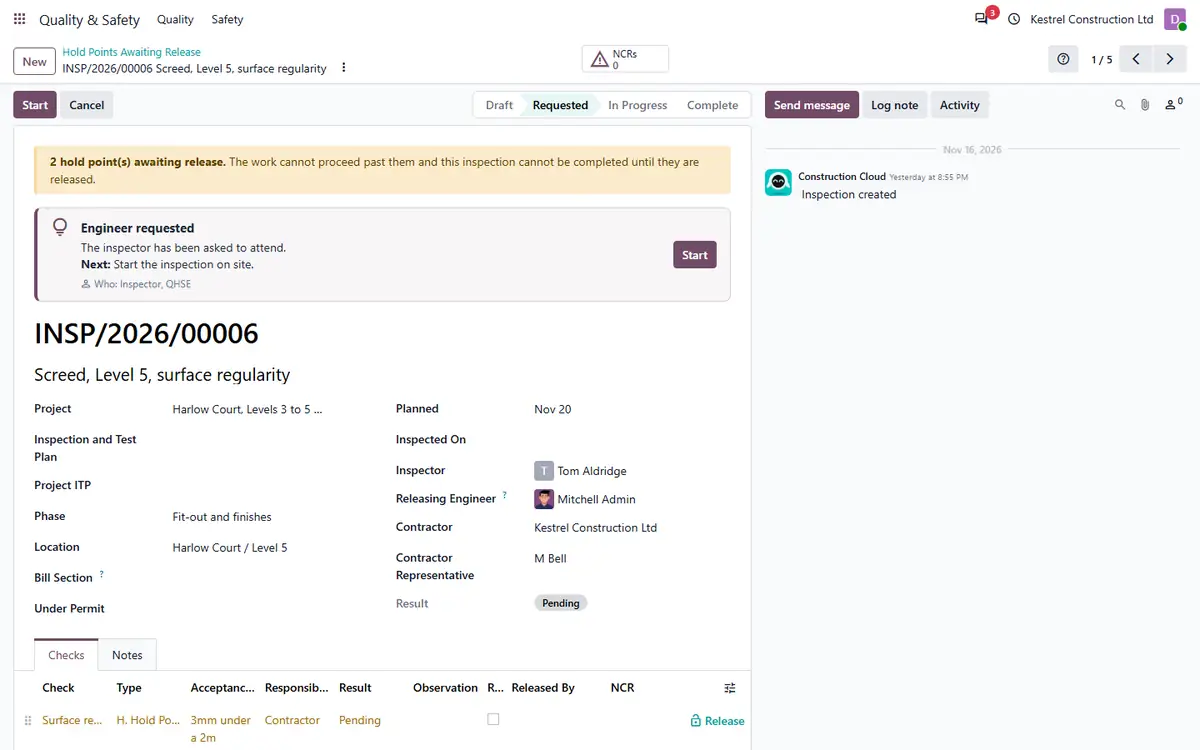 Quality & Safety Quality Safety 3 Kestrel Construction Ltd D
New Hold Points Awaiting Release
INSP/2026/00006 Screed, Level 5, surface regularity
NCRs
0
1 / 5
Start Cancel Draft Requested In Progress Complete
Send message Log note Activity 0
2 hold point(s) awaiting release. The work cannot proceed past them and this inspection cannot be completed until they are
released.
Nov 16, 2026
Construction Cloud Yesterday at 8:55 PM
Inspection created
Engineer requested
The inspector has been asked to attend.
Next: Start the inspection on site.
Who: Inspector, QHSE
Start
INSP/2026/00006
Screed, Level 5, surface regularity
Project Harlow Court, Levels 3 to 5 ...
Inspection and Test
Plan
Project ITP
Phase Fit-out and finishes
Location Harlow Court / Level 5
Bill Section ?
Under Permit
Planned Nov 20
Inspected On
Inspector T Tom Aldridge
Releasing Engineer ? Mitchell Admin
Contractor Kestrel Construction Ltd
Contractor
Representative M Bell
Result Pending
Checks Notes
Check Type Acceptanc... Responsib... Result Observation R... Released By NCR
Surface re... H. Hold Po... 3mm under
a 2m Contractor Pending Release